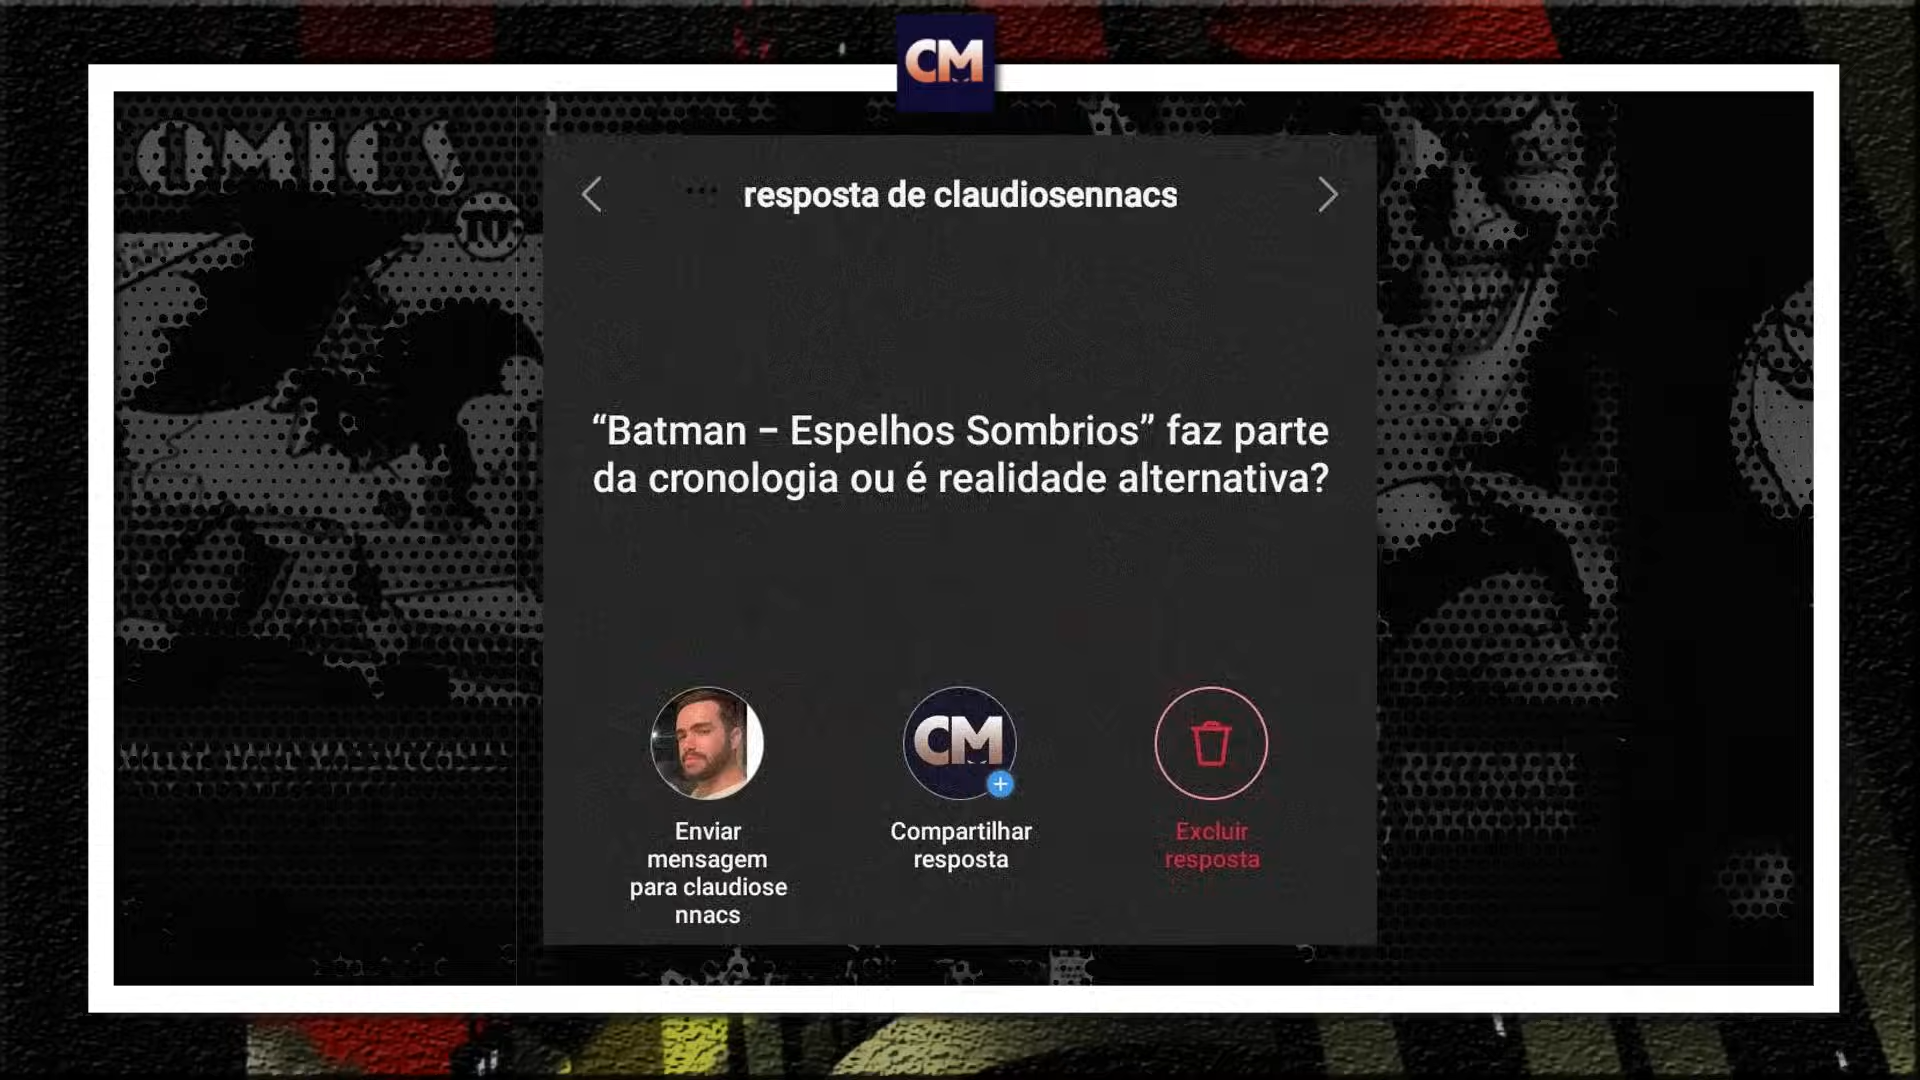 CM
OMICS
resposta de claudiosennacs
“Batman – Espelhos Sombrios” faz parte
da cronologia ou é realidade alternativa?
CM
Enviar
mensagem
para claudiose
nnacs
Compartilhar
resposta
Excluir
resposta